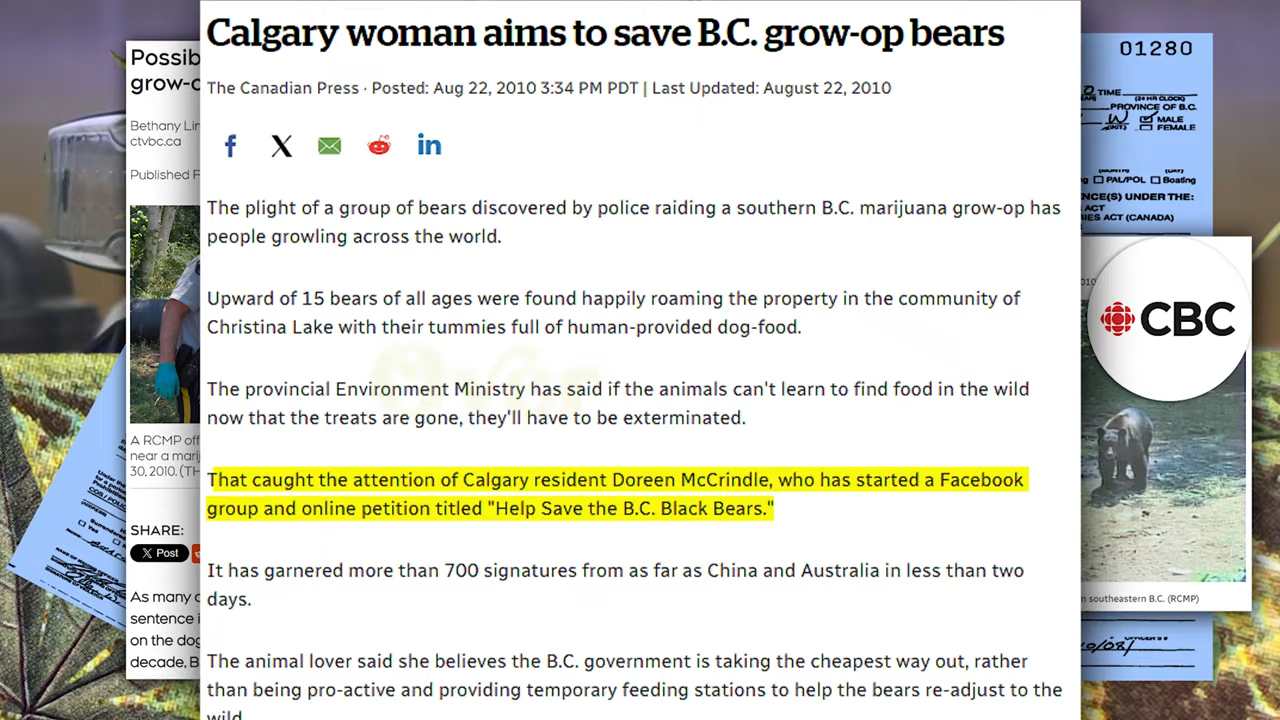 Calgary woman aims to save B.C. grow-op bears
The Canadian Press · Posted: Aug 22, 2010 3:34 PM PDT | Last Updated: August 22, 2010
The plight of a group of bears discovered by police raiding a southern B.C. marijuana grow-op has
people growling across the world.
Upward of 15 bears of all ages were found happily roaming the property in the community of
Christina Lake with their tummies full of human-provided dog-food.
The provincial Environment Ministry has said if the animals can't learn to find food in the wild
now that the treats are gone, they'll have to be exterminated.
That caught the attention of Calgary resident Doreen McCrindle, who has started a Facebook
group and online petition titled "Help Save the B.C. Black Bears."
It has garnered more than 700 signatures from as far as China and Australia in less than two
days.
The animal lover said she believes the B.C. government is taking the cheapest way out, rather
than being pro-active and providing temporary feeding stations to help the bears re-adjust to the
wild
Possib
grow-o
Bethany Lin
ctvbc.ca
Published F
A RCMP off
near a marij
30, 2010. (TH
SHARE:
X Post
As many
sentence i
on the dog
decade, B
01280
TIME
(24 HR CLOCK)
PROVINCE OF B.C.
MALE
FEMALE
PAL/POL Boating
NCE(S) UNDER THE:
ACT
IES ACT (CANADA)
CBC
n southeastern B.C. (RCMP)